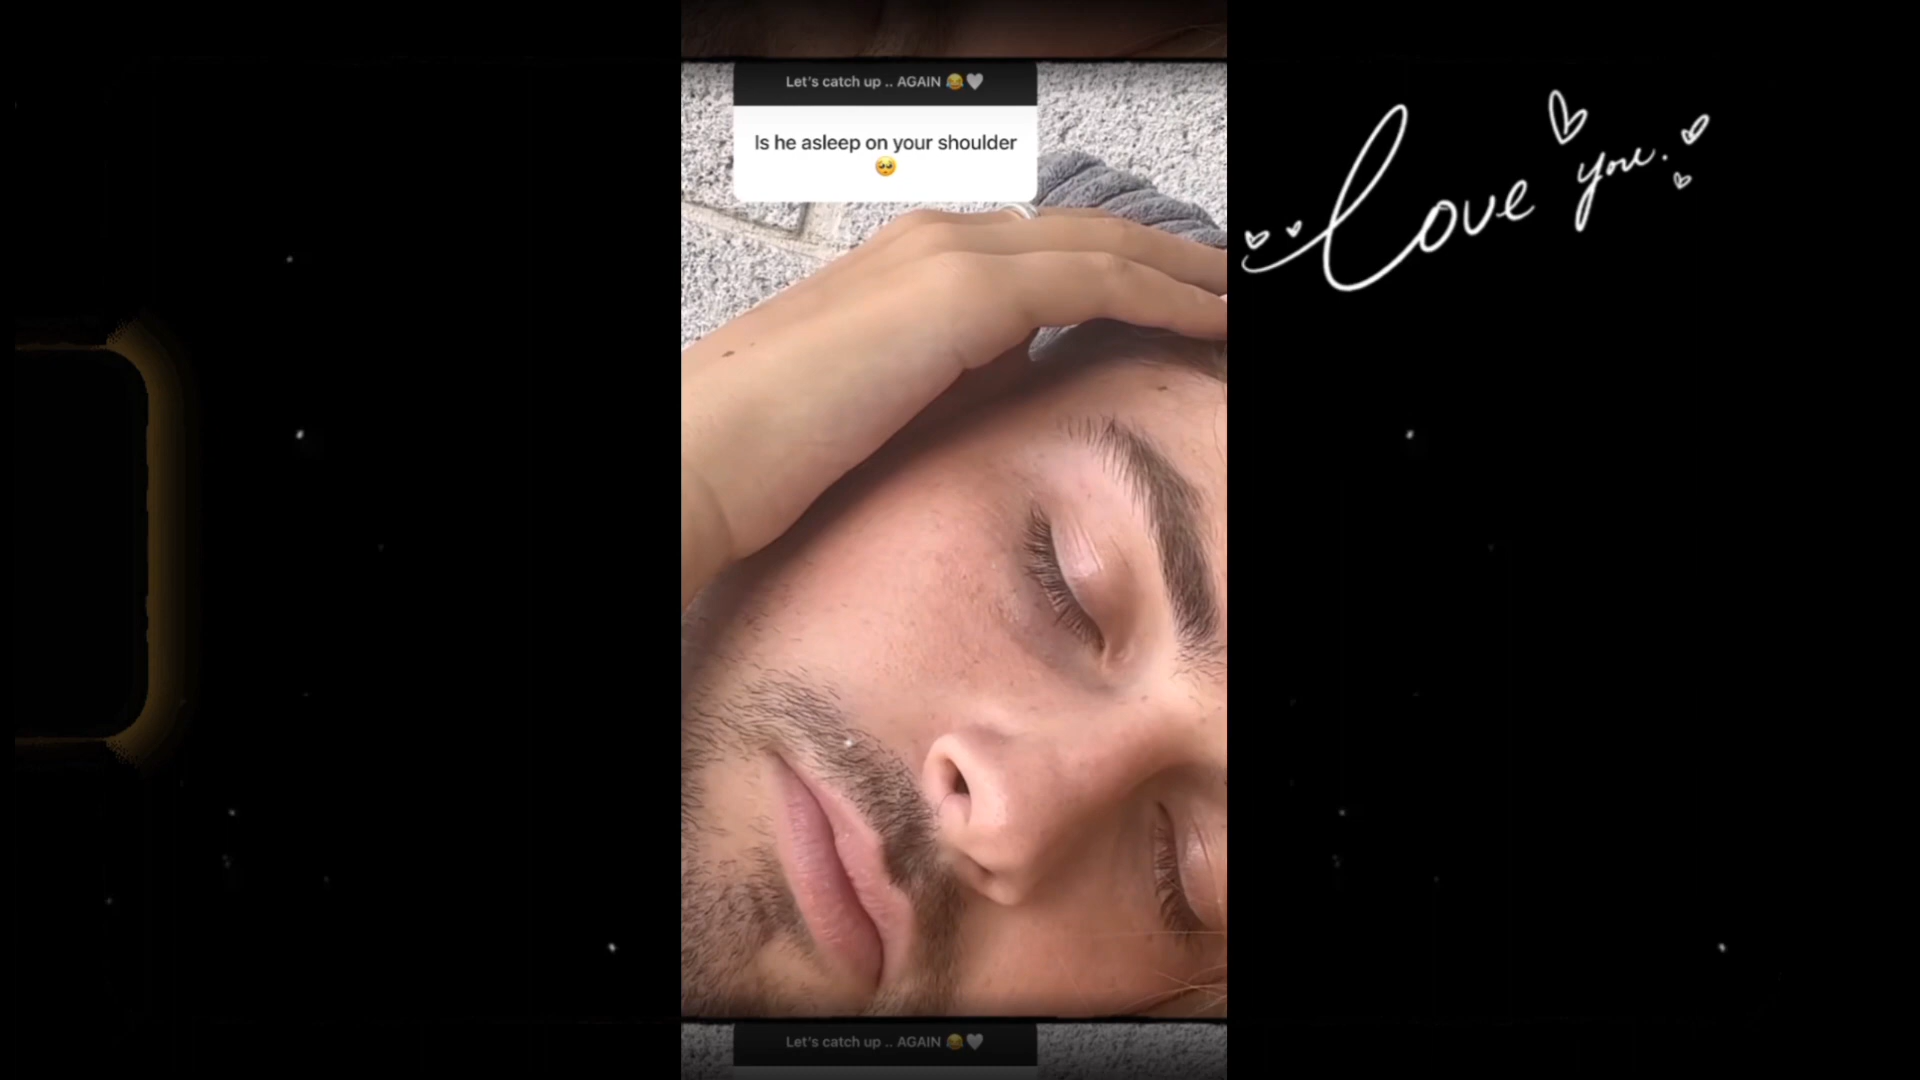 Let's catch up .. AGAIN 😂🤍
Is he asleep on your shoulder
🥺
Love you.
Let's catch up .. AGAIN 😂🤍